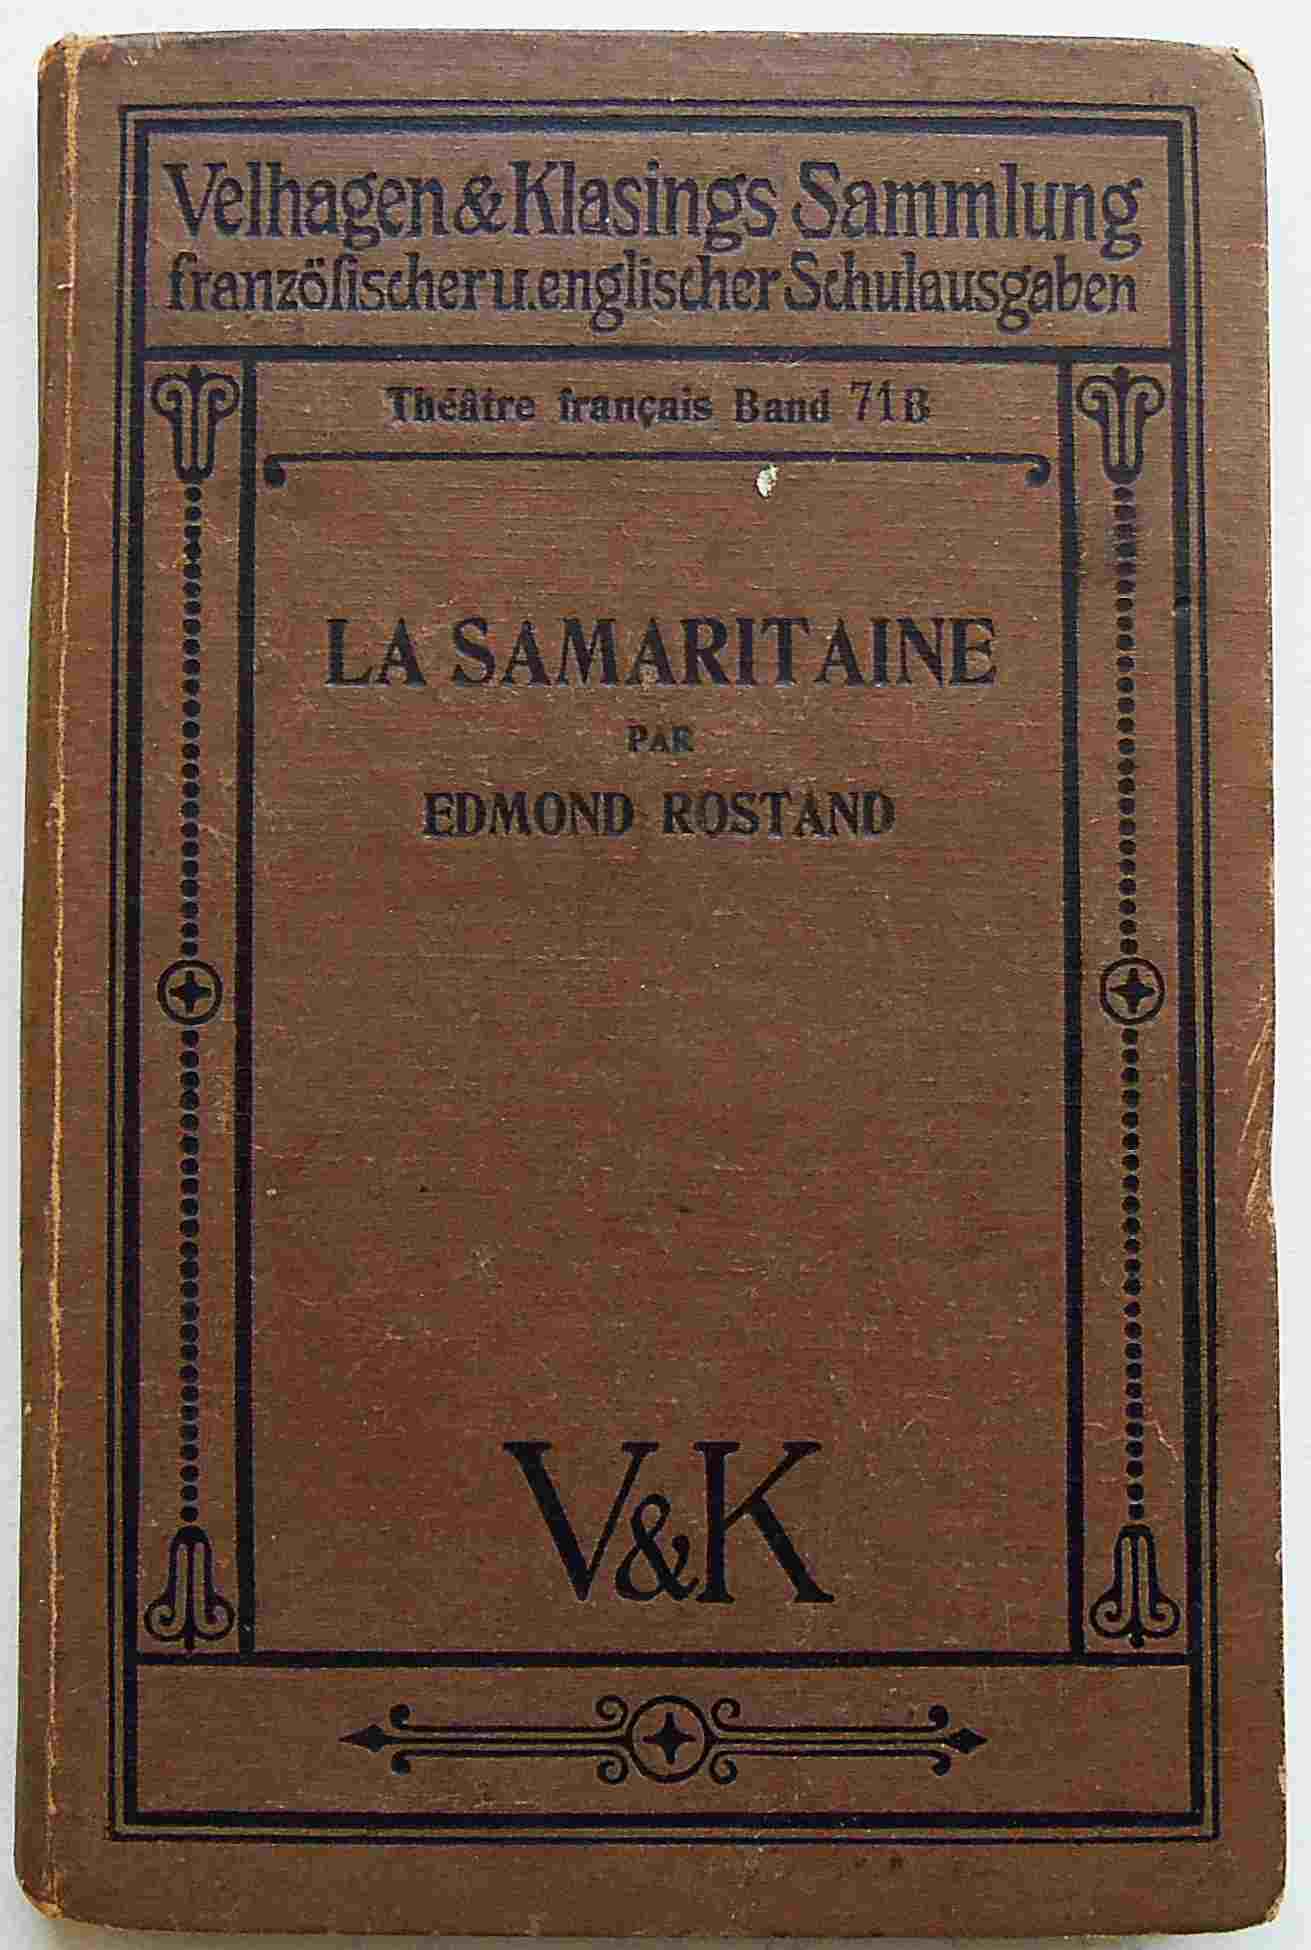 Velhagen & Klasings Sammlung
franzöſischer u. englischer Schulausgaben
Théâtre français Band 71B
LA SAMARITAINE
PAR
EDMOND ROSTAND
V&K